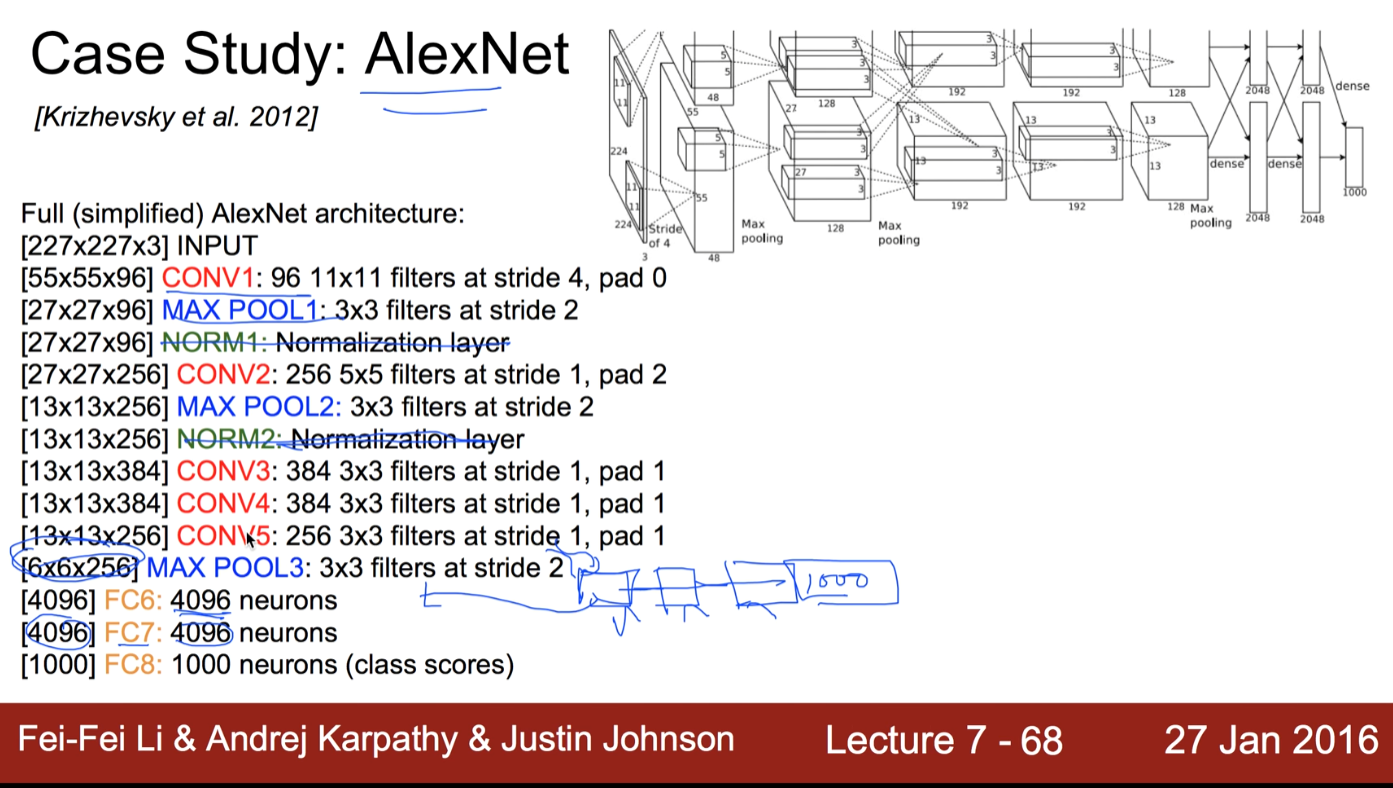 Case Study: AlexNet
[Krizhevsky et al. 2012]
Full (simplified) AlexNet architecture:
[227x227x3] INPUT
[55x55x96] CONV1: 96 11x11 filters at stride 4, pad 0
[27x27x96] MAX POOL1: 3x3 filters at stride 2
[27x27x96] NORM1: Normalization layer
[27x27x256] CONV2: 256 5x5 filters at stride 1, pad 2
[13x13x256] MAX POOL2: 3x3 filters at stride 2
[13x13x256] NORM2: Normalization layer
[13x13x384] CONV3: 384 3x3 filters at stride 1, pad 1
[13x13x384] CONV4: 384 3x3 filters at stride 1, pad 1
[13x13x256] CONV5: 256 3x3 filters at stride 1, pad 1
[6x6x256] MAX POOL3: 3x3 filters at stride 2
[4096] FC6: 4096 neurons
[4096] FC7: 4096 neurons
[1000] FC8: 1000 neurons (class scores)
1000
11
11
224
11
11
224
3
Stride
of 4
5
5
48
55
5
5
55
48
Max
pooling
3
3
3
128
27
3
3
27
3
3
128
Max
pooling
3
3
192
13
3
3
13
192
3
3
192
13
3
3
13
192
128
13
13
128
Max
pooling
2048
2048
dense
dense
dense
2048
2048
1000
Fei-Fei Li & Andrej Karpathy & Justin Johnson
Lecture 7 - 68
27 Jan 2016